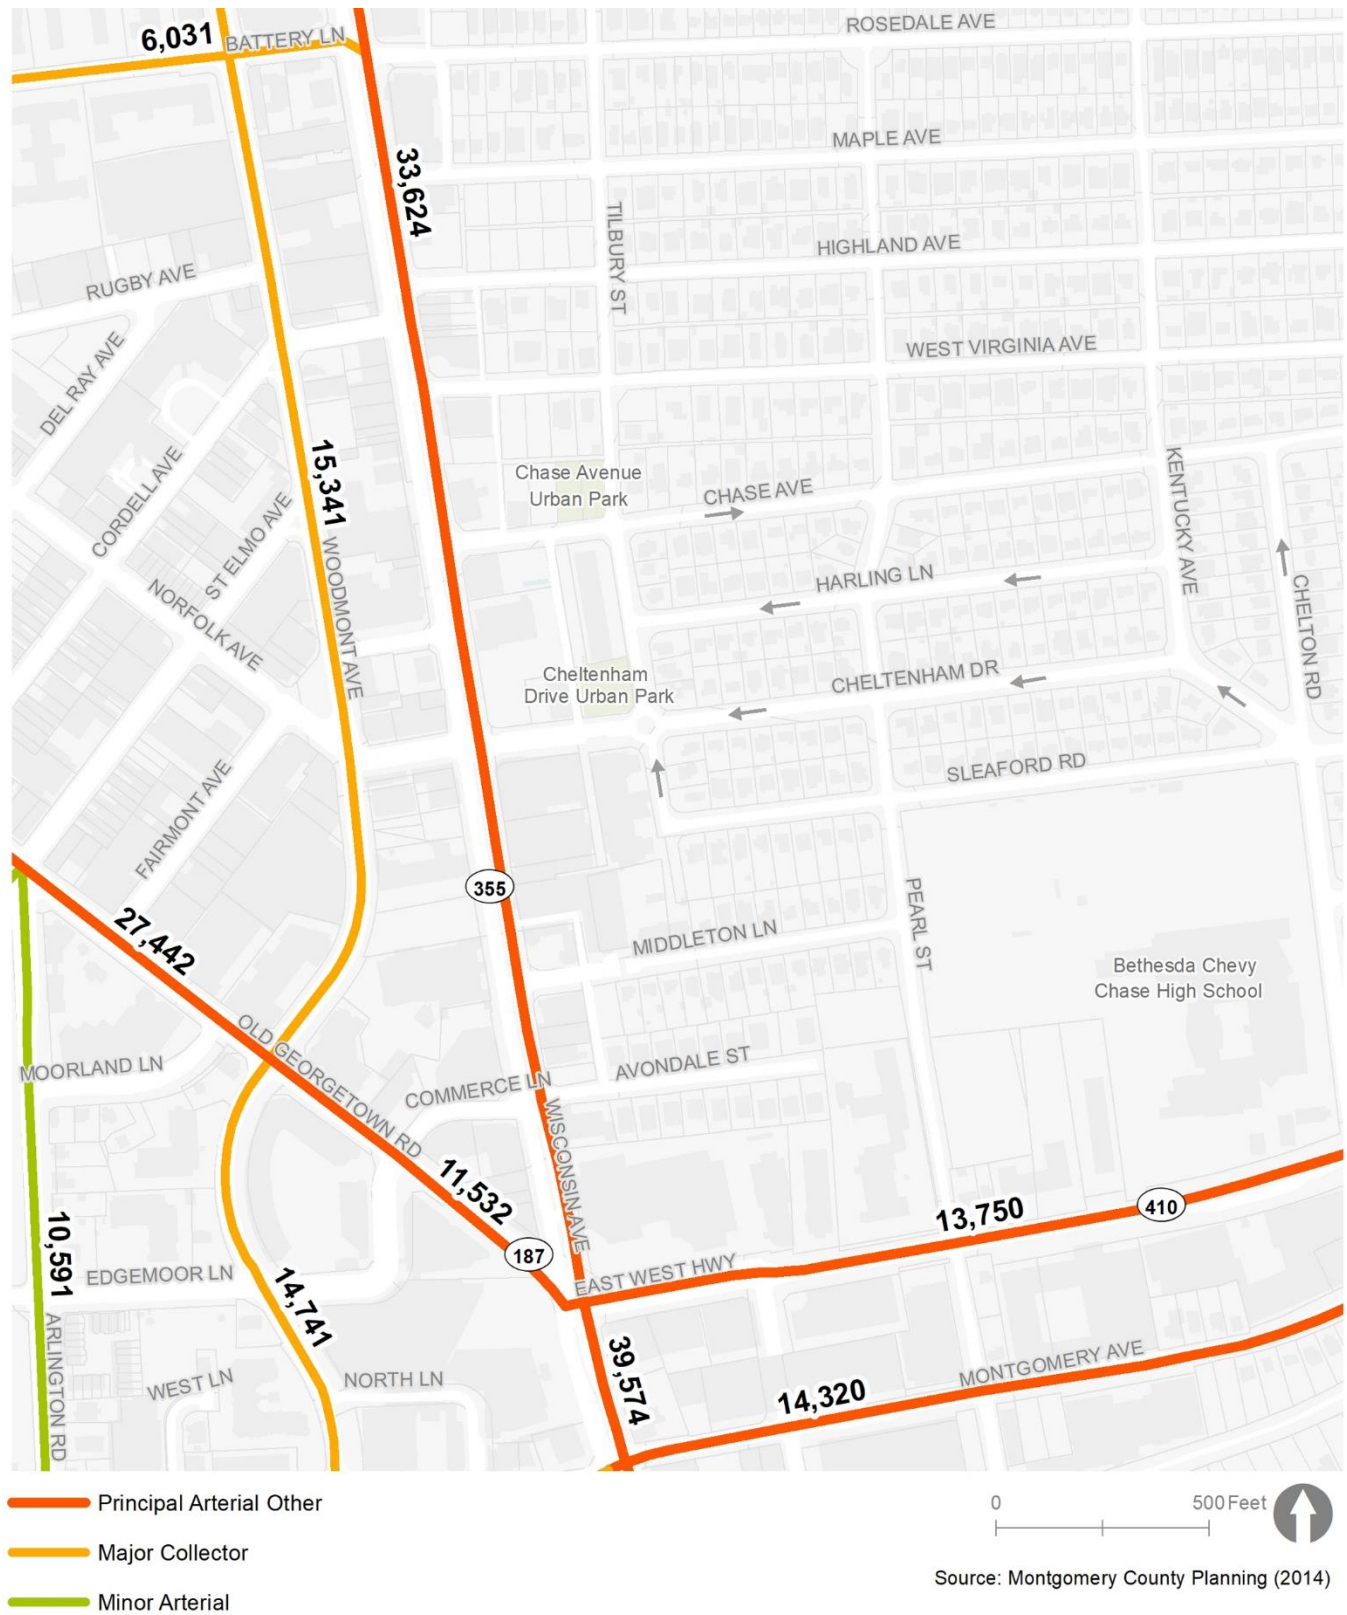 ROSEDALE AVE
6,031
BATTERY LN
MAPLE AVE
33,624
TILBURY ST
HIGHLAND AVE
RUGBY AVE
WEST VIRGINIA AVE
DEL RAY AVE
15,341
CORDELL AVE
Chase Avenue
Urban Park
CHASE AVE
KENTUCKY AVE
ST ELMO AVE
WOODMONT AVE
HARLING LN
CHELTON RD
NORFOLK AVE
Cheltenham
Drive Urban Park
CHELTENHAM DR
SLEAFORD RD
FAIRMONT AVE
355
27,442
PEARL ST
MIDDLETON LN
Bethesda Chevy
Chase High School
OLD GEORGETOWN RD
MOORLAND LN
AVONDALE ST
COMMERCE LN
WISCONSIN AVE
11,532
13,750
410
187
10,591
EDGEMOOR LN
EAST WEST HWY
14,741
39,574
ARLINGTON RD
WEST LN
NORTH LN
MONTGOMERY AVE
14,320
Principal Arterial Other
Major Collector
Minor Arterial
0 500 Feet
Source: Montgomery County Planning (2014)